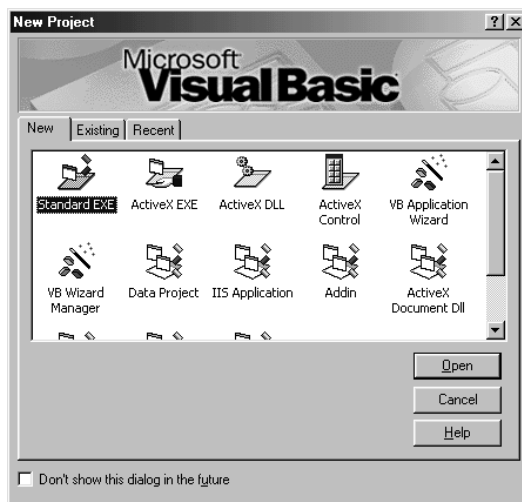 New Project
Microsoft
Visual Basic
New Existing Recent
Standard EXE ActiveX EXE ActiveX DLL ActiveX Control VB Application Wizard
VB Wizard Manager Data Project IIS Application Addin ActiveX Document Dll
Open
Cancel
Help
Don't show this dialog in the future